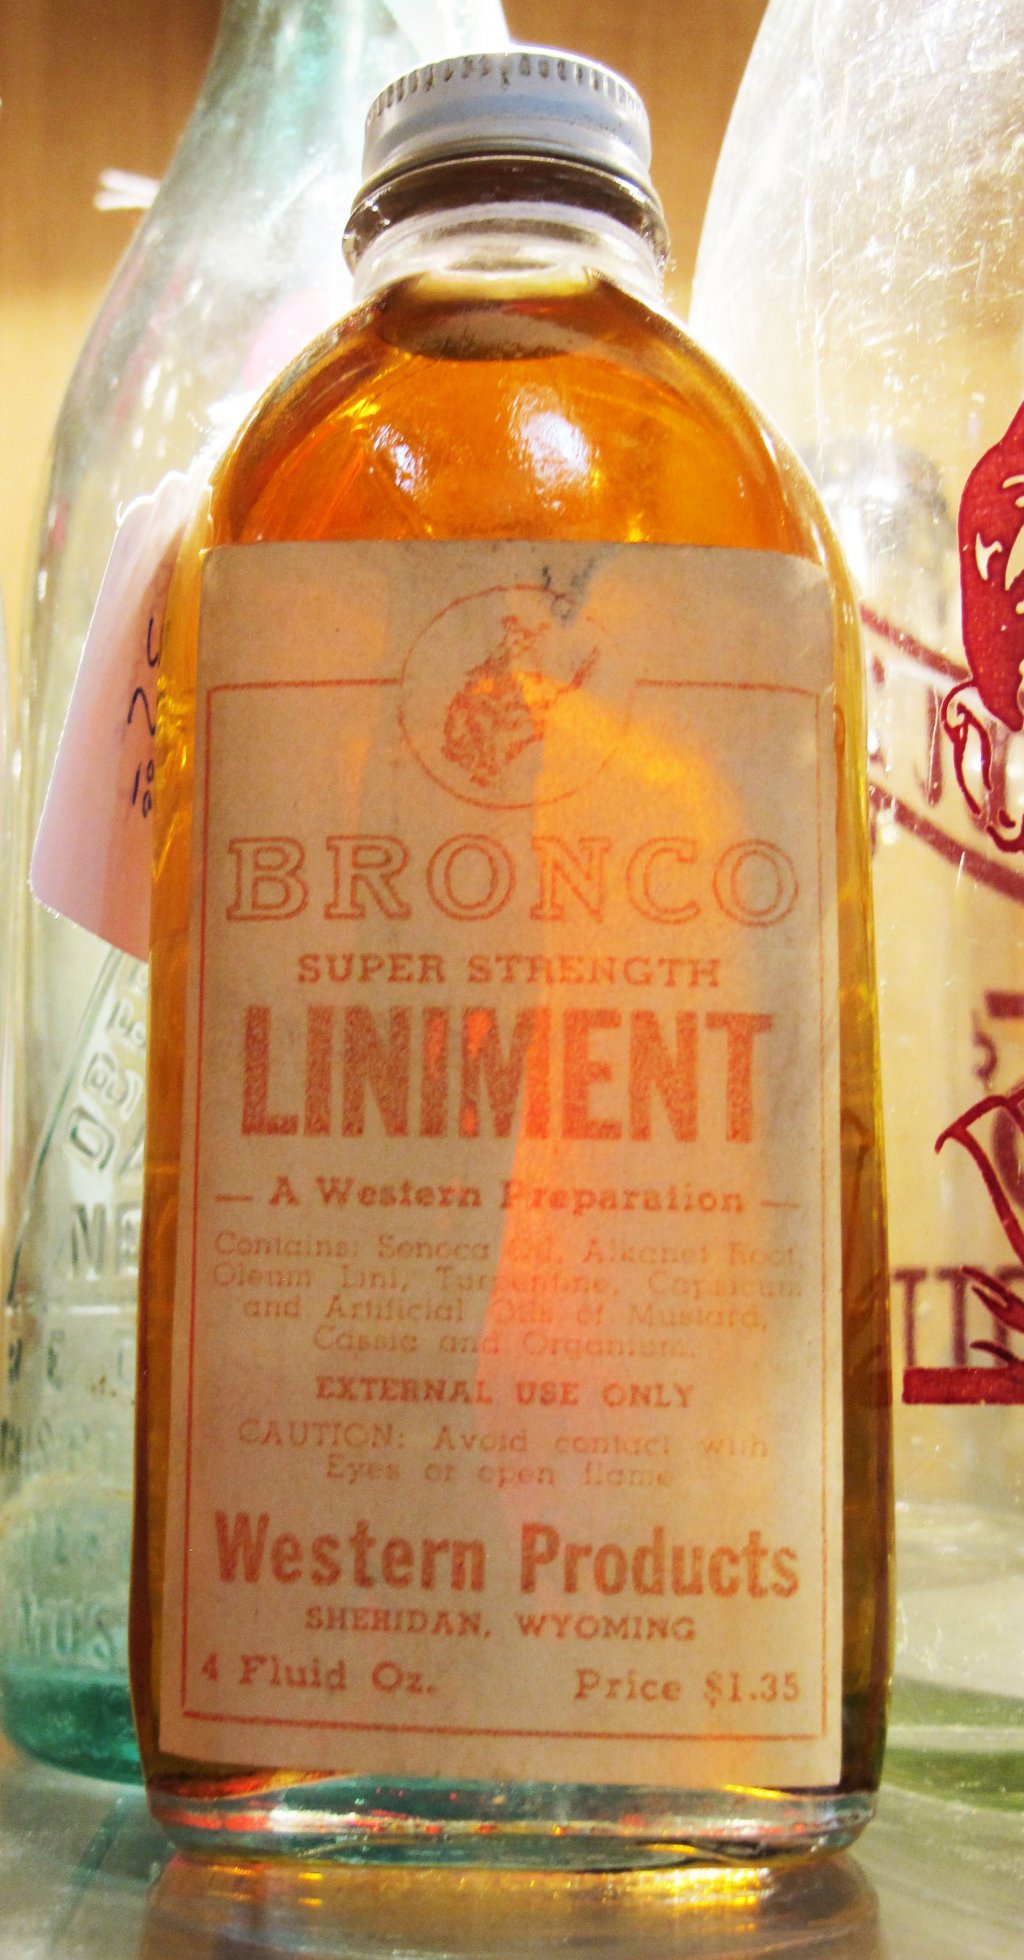 BRONCO
SUPER STRENGTH
LINIMENT
— A Western Preparation —
Contains: Sonoca Oil, Alkanet Root,
Oleum Lini, Turpentine, Capsicum
and Artificial Oils of Mustard,
Cassia and Organium.
EXTERNAL USE ONLY
CAUTION: Avoid contact with
Eyes or open flame
Western Products
SHERIDAN, WYOMING
4 Fluid Oz. Price $1.35